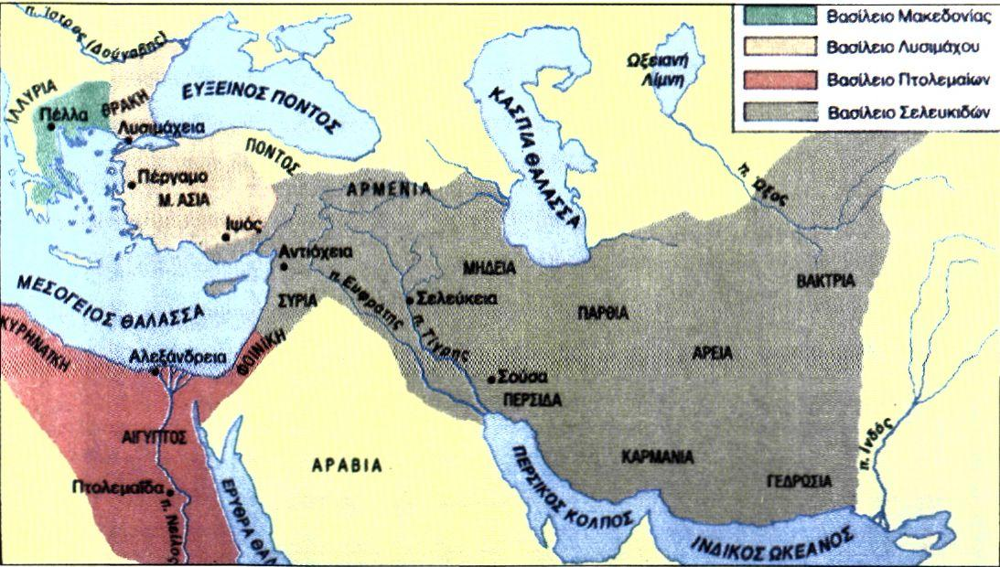 Βασίλειο Μακεδονίας
Βασίλειο Λυσιμάχου
Βασίλειο Πτολεμαίων
Βασίλειο Σελευκιδών
π. Ίστρος (Δούναβης)
ΙΛΛΥΡΙΑ
ΘΡΑΚΗ
Πέλλα
Λυσιμάχεια
ΕΥΞΕΙΝΟΣ ΠΟΝΤΟΣ
ΠΟΝΤΟΣ
Πέργαμο
Μ. ΑΣΙΑ
Ιψός
ΑΡΜΕΝΙΑ
ΚΑΣΠΙΑ ΘΑΛΑΣΣΑ
Ωξειανή
Λίμνη
π. Ώξος
Αντιόχεια
ΣΥΡΙΑ
π. Ευφράτης
ΜΗΔΕΙΑ
Σελεύκεια
π. Τίγρης
ΠΑΡΘΙΑ
ΒΑΚΤΡΙΑ
ΑΡΕΙΑ
ΜΕΣΟΓΕΙΟΣ ΘΑΛΑΣΣΑ
ΚΥΡΗΝΑΪΚΗ
Αλεξάνδρεια
ΦΟΙΝΙΚΗ
Σούσα
ΠΕΡΣΙΔΑ
ΑΙΓΥΠΤΟΣ
Πτολεμαΐδα
π. Νείλος
ΕΡΥΘΡΑ ΘΑΛ
ΑΡΑΒΙΑ
ΠΕΡΣΙΚΟΣ ΚΟΛΠΟΣ
ΚΑΡΜΑΝΙΑ
ΓΕΔΡΩΣΙΑ
π. Ινδός
ΙΝΔΙΚΟΣ ΩΚΕΑΝΟΣ